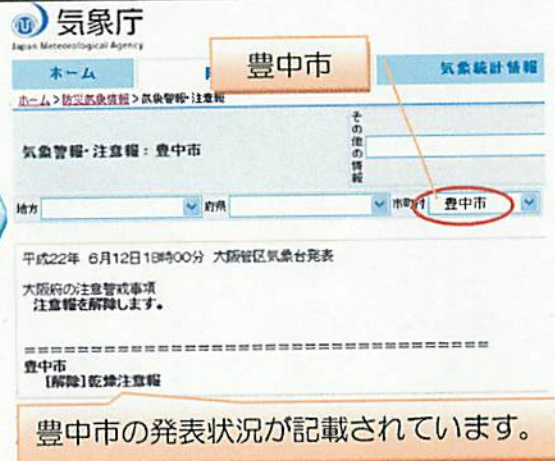 気象庁
Japan Meteorological Agency
豊中市
ホーム
気象統計情報
ホーム > 防災気象情報 > 気象警報・注意報
気象警報・注意報：豊中市
その他の情報
地方
府県
市町村
豊中市
平成22年 6月12日18時00分 大阪管区気象台発表
大阪府の注意警戒事項
注意報を解除します。
=====================================
豊中市
[解除]乾燥注意報
豊中市の発表状況が記載されています。